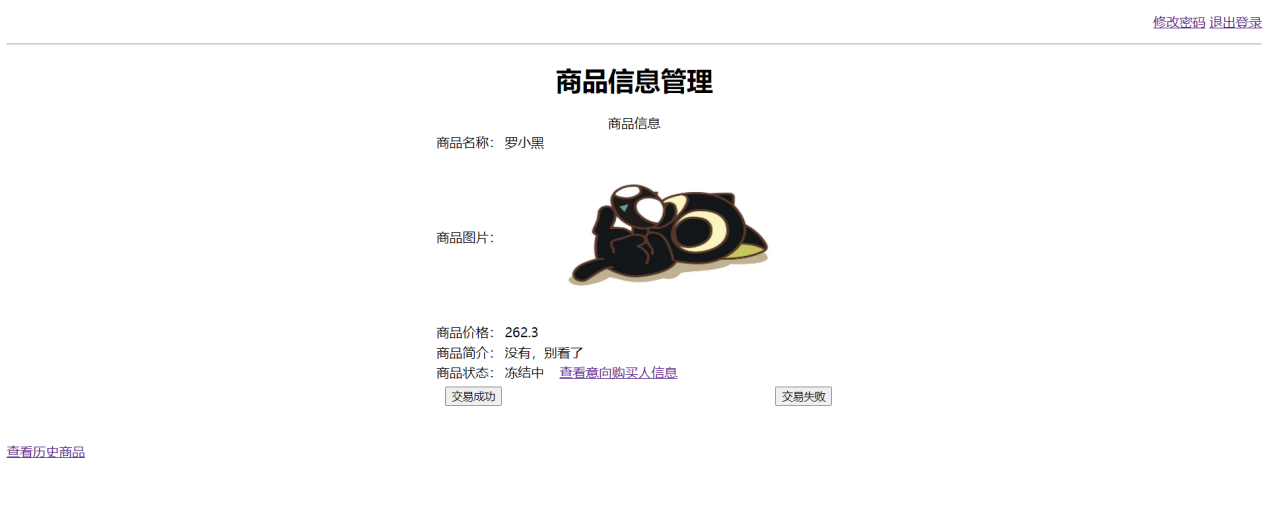 修改密码 退出登录
商品信息管理
商品信息
商品名称： 罗小黑
商品图片：
商品价格： 262.3
商品简介： 没有，别看了
商品状态： 冻结中 查看意向购买人信息
交易成功 交易失败
查看历史商品